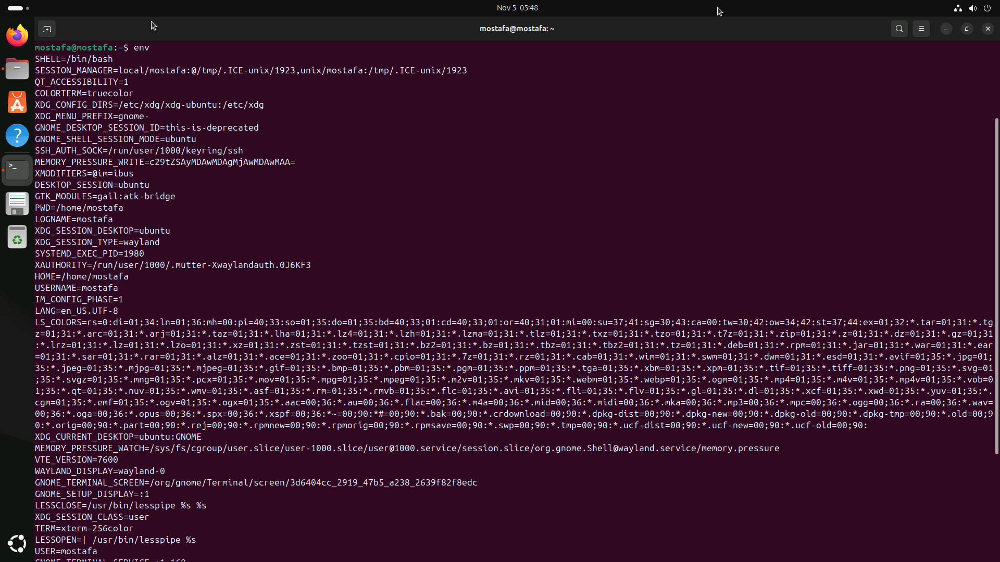 Nov 5 05:48
mostafa@mostafa: ~
mostafa@mostafa:~$ env
SHELL=/bin/bash
SESSION_MANAGER=local/mostafa:@/tmp/.ICE-unix/1923,unix/mostafa:/tmp/.ICE-unix/1923
QT_ACCESSIBILITY=1
COLORTERM=truecolor
XDG_CONFIG_DIRS=/etc/xdg/xdg-ubuntu:/etc/xdg
XDG_MENU_PREFIX=gnome-
GNOME_DESKTOP_SESSION_ID=this-is-deprecated
GNOME_SHELL_SESSION_MODE=ubuntu
SSH_AUTH_SOCK=/run/user/1000/keyring/ssh
MEMORY_PRESSURE_WRITE=c29tZSAyMDAwMDAgMjAwMDAwMAA=
XMODIFIERS=@im=ibus
DESKTOP_SESSION=ubuntu
GTK_MODULES=gail:atk-bridge
PWD=/home/mostafa
LOGNAME=mostafa
XDG_SESSION_DESKTOP=ubuntu
XDG_SESSION_TYPE=wayland
SYSTEMD_EXEC_PID=1980
XAUTHORITY=/run/user/1000/.mutter-Xwaylandauth.0J6KF3
HOME=/home/mostafa
USERNAME=mostafa
IM_CONFIG_PHASE=1
LANG=en_US.UTF-8
LS_COLORS=rs=0:di=01;34:ln=01;36:mh=00:pi=40;33:so=01;35:do=01;35:bd=40;33;01:cd=40;33;01:or=40;31;01:mi=00:su=37;41:sg=30;43:ca=00:tw=30;42:ow=34;42:st=37;44:ex=01;32:*.tar=01;31:*.tg
z=01;31:*.arc=01;31:*.arj=01;31:*.taz=01;31:*.lha=01;31:*.lz4=01;31:*.lzh=01;31:*.lzma=01;31:*.tlz=01;31:*.txz=01;31:*.tzo=01;31:*.t7z=01;31:*.zip=01;31:*.z=01;31:*.dz=01;31:*.gz=01;31
:*.lrz=01;31:*.lz=01;31:*.lzo=01;31:*.xz=01;31:*.zst=01;31:*.tzst=01;31:*.bz2=01;31:*.bz=01;31:*.tbz=01;31:*.tbz2=01;31:*.tz=01;31:*.deb=01;31:*.rpm=01;31:*.jar=01;31:*.war=01;31:*.ear
=01;31:*.sar=01;31:*.rar=01;31:*.alz=01;31:*.ace=01;31:*.zoo=01;31:*.cpio=01;31:*.7z=01;31:*.rz=01;31:*.cab=01;31:*.wim=01;31:*.swm=01;31:*.dwm=01;31:*.esd=01;31:*.avif=01;35:*.jpg=01;
35:*.jpeg=01;35:*.mjpg=01;35:*.mjpeg=01;35:*.gif=01;35:*.bmp=01;35:*.pbm=01;35:*.pgm=01;35:*.ppm=01;35:*.tga=01;35:*.xbm=01;35:*.xpm=01;35:*.tif=01;35:*.tiff=01;35:*.png=01;35:*.svg=01
;35:*.svgz=01;35:*.mng=01;35:*.pcx=01;35:*.mov=01;35:*.mpg=01;35:*.mpeg=01;35:*.m2v=01;35:*.mkv=01;35:*.webm=01;35:*.webp=01;35:*.ogm=01;35:*.mp4=01;35:*.m4v=01;35:*.mp4v=01;35:*.vob=0
1;35:*.qt=01;35:*.nuv=01;35:*.wmv=01;35:*.asf=01;35:*.rm=01;35:*.rmvb=01;35:*.flc=01;35:*.avi=01;35:*.fli=01;35:*.flv=01;35:*.gl=01;35:*.dl=01;35:*.xcf=01;35:*.xwd=01;35:*.yuv=01;35:*.
cgm=01;35:*.emf=01;35:*.ogv=01;35:*.ogx=01;35:*.aac=00;36:*.au=00;36:*.flac=00;36:*.m4a=00;36:*.mid=00;36:*.midi=00;36:*.mka=00;36:*.mp3=00;36:*.mpc=00;36:*.ogg=00;36:*.ra=00;36:*.wav=
00;36:*.oga=00;36:*.opus=00;36:*.spx=00;36:*.xspf=00;36:*~=00;90:*#=00;90:*.bak=00;90:*.crdownload=00;90:*.dpkg-dist=00;90:*.dpkg-new=00;90:*.dpkg-old=00;90:*.dpkg-tmp=00;90:*.old=00;9
0:*.orig=00;90:*.part=00;90:*.rej=00;90:*.rpmnew=00;90:*.rpmorig=00;90:*.rpmsave=00;90:*.swp=00;90:*.tmp=00;90:*.ucf-dist=00;90:*.ucf-new=00;90:*.ucf-old=00;90:
XDG_CURRENT_DESKTOP=ubuntu:GNOME
MEMORY_PRESSURE_WATCH=/sys/fs/cgroup/user.slice/user-1000.slice/user@1000.service/session.slice/org.gnome.Shell@wayland.service/memory.pressure
VTE_VERSION=7600
WAYLAND_DISPLAY=wayland-0
GNOME_TERMINAL_SCREEN=/org/gnome/Terminal/screen/3d6404cc_2919_47b5_a238_2639f82f8edc
GNOME_SETUP_DISPLAY=:1
LESSCLOSE=/usr/bin/lesspipe %s %s
XDG_SESSION_CLASS=user
TERM=xterm-256color
LESSOPEN=| /usr/bin/lesspipe %s
USER=mostafa